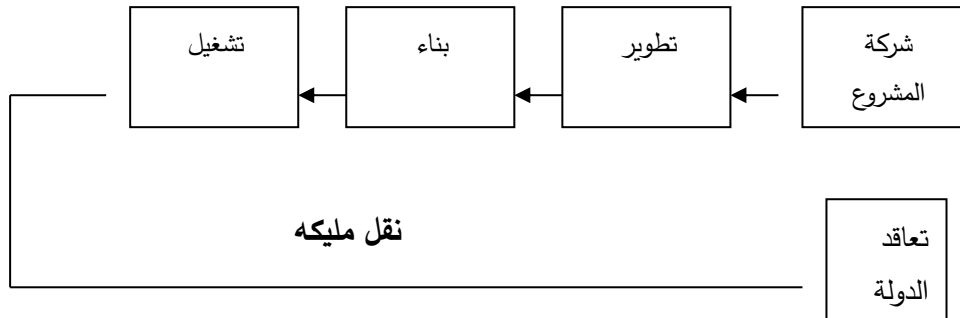 شركة
المشروع
تطوير
بناء
تشغيل
نقل مليكه
تعاقد
الدولة